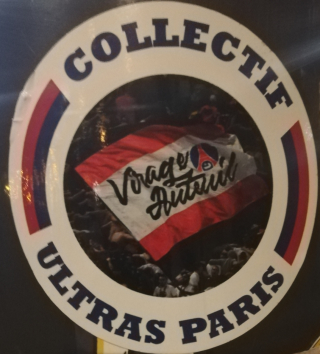 COLLECTIF
Virage
Auteuil
ULTRAS PARIS